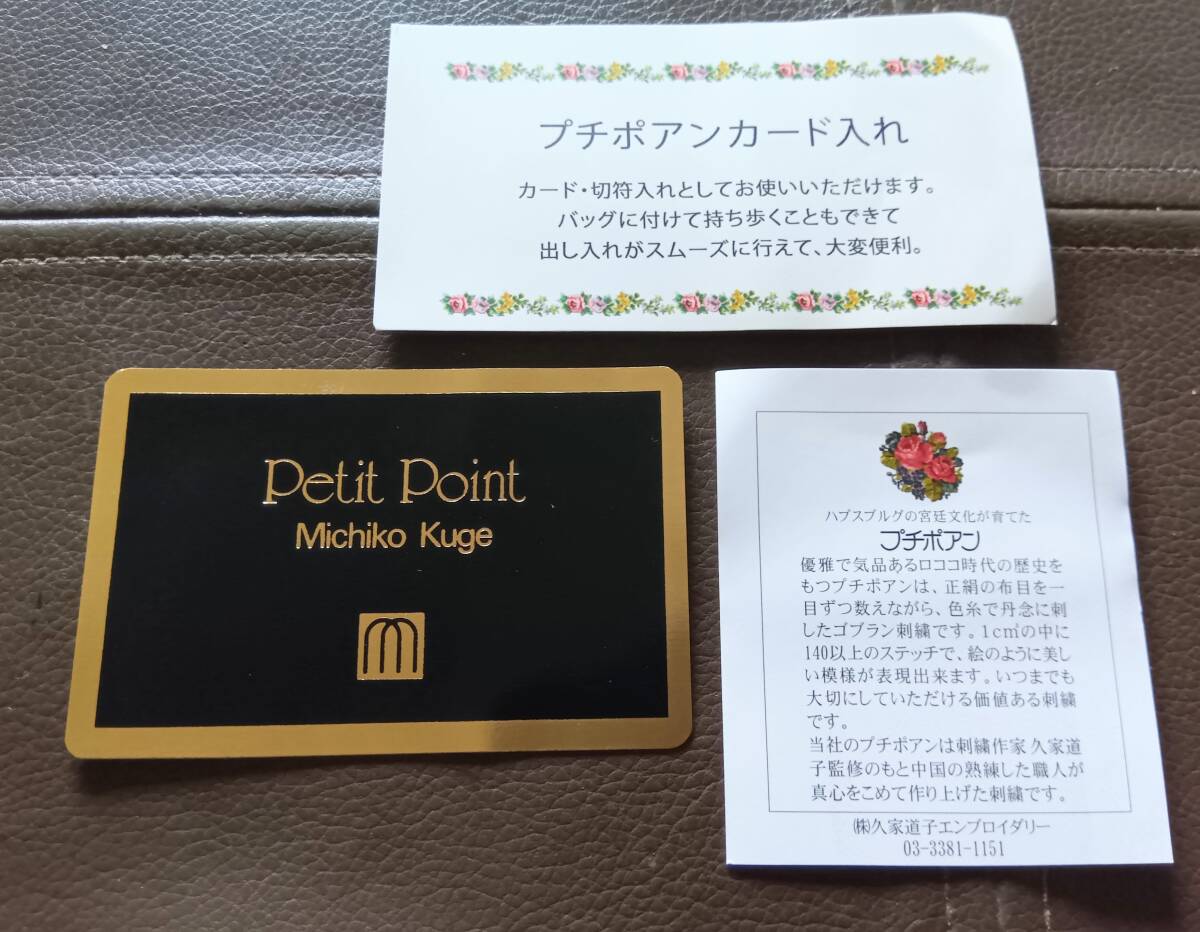 プチポアンカード入れ
カード・切符入れとしてお使いいただけます。
バッグに付けて持ち歩くこともできて
出し入れがスムーズに行えて、大変便利。
Petit Point
Michiko Kuge
ハプスブルグの宮廷文化が育てた
プチポアン
優雅で気品あるロココ時代の歴史を
もつプチポアンは、正絹の布目を一
目ずつ数えながら、色糸で丹念に刺
したゴブラン刺繍です。1c㎡の中に
140以上のステッチで、絵のように美し
い模様が表現出来ます。いつまでも
大切にしていただける価値ある刺繍
です。
当社のプチポアンは刺繍作家 久家道
子監修のもと中国の熟練した職人が
真心をこめて作り上げた刺繍です。
㈱久家道子エンブロイダリー
03-3381-1151